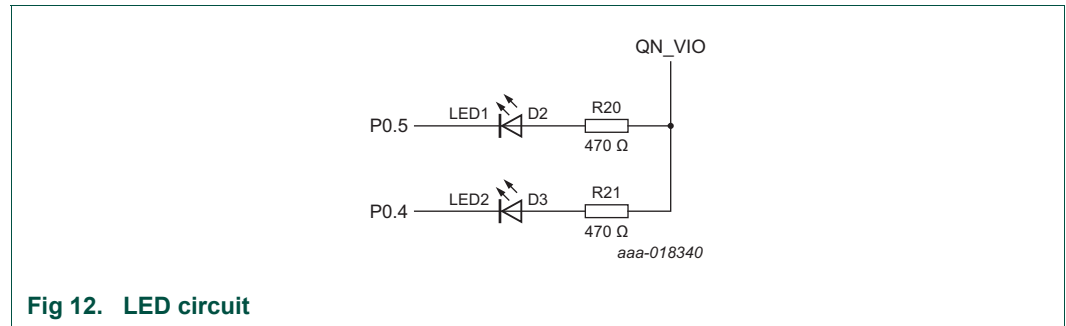 QN_VIO
P0.5 LED1 D2 R20
470 Ω
P0.4 LED2 D3 R21
470 Ω
aaa-018340
Fig 12. LED circuit